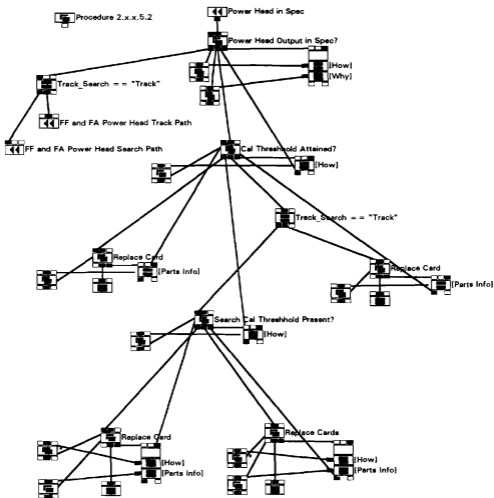 Procedure 2.x.x.5.2
Power Head in Spec
Power Head Output in Spec?
[How]
[Why]
Track_Search == "Track"
FF and FA Power Head Track Path
FF and FA Power Head Search Path
Cal Threshhold Attained?
[How]
Track_Search == "Track"
Replace Card
[Parts Info]
Replace Card
[Parts Info]
Search Cal Threshhold Present?
[How]
Replace Card
[How]
[Parts Info]
Replace Cards
[How]
[Parts Info]